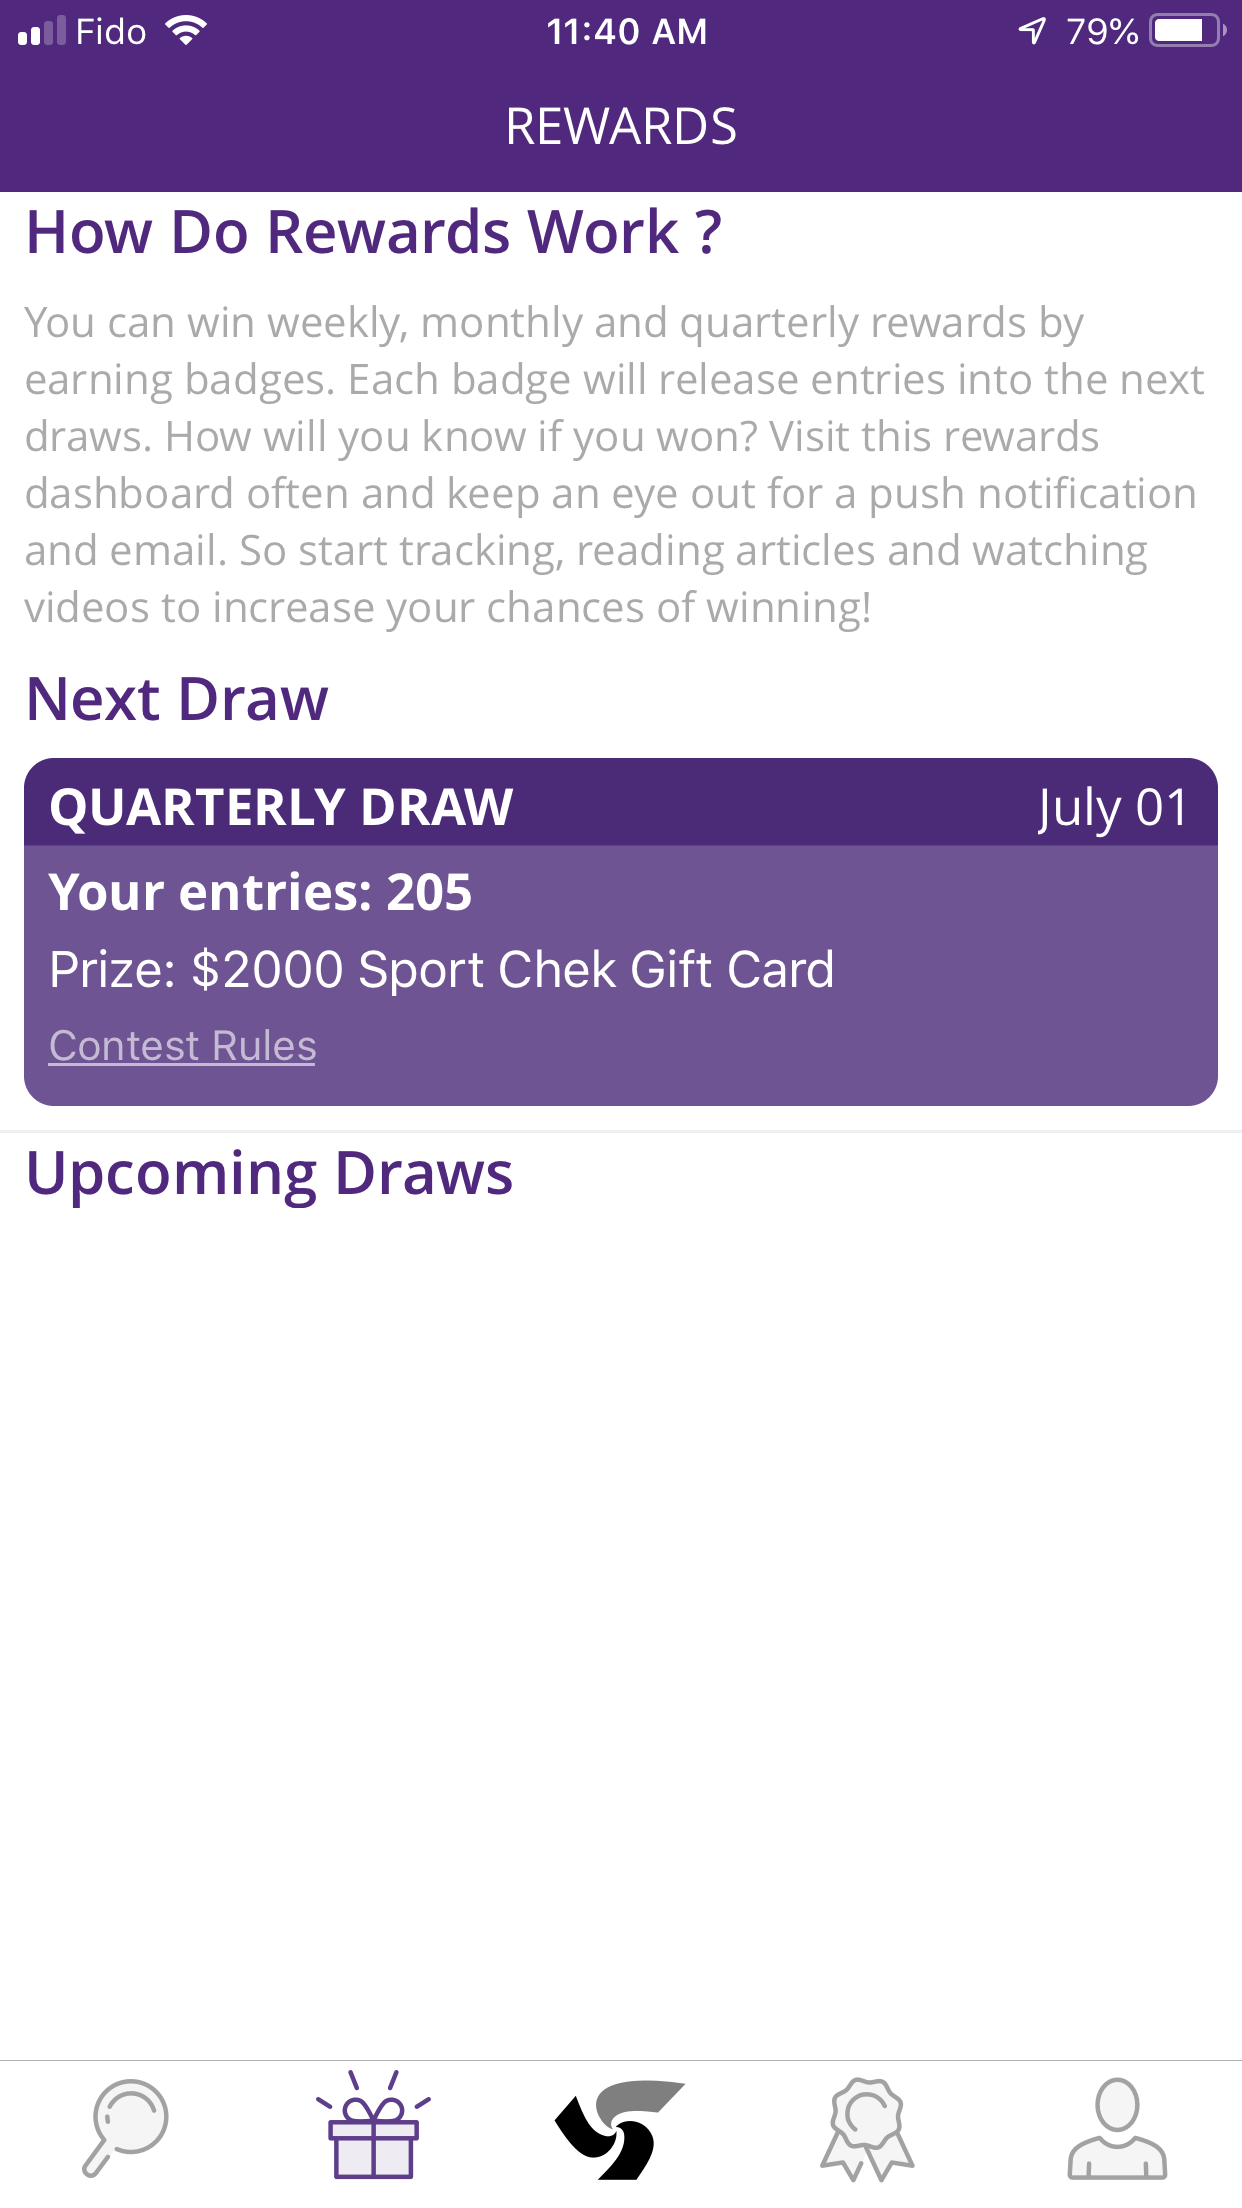 Fido 11:40 AM 79%
REWARDS
How Do Rewards Work ?
You can win weekly, monthly and quarterly rewards by
earning badges. Each badge will release entries into the next
draws. How will you know if you won? Visit this rewards
dashboard often and keep an eye out for a push notification
and email. So start tracking, reading articles and watching
videos to increase your chances of winning!
Next Draw
QUARTERLY DRAW July 01
Your entries: 205
Prize: $2000 Sport Chek Gift Card
Contest Rules
Upcoming Draws